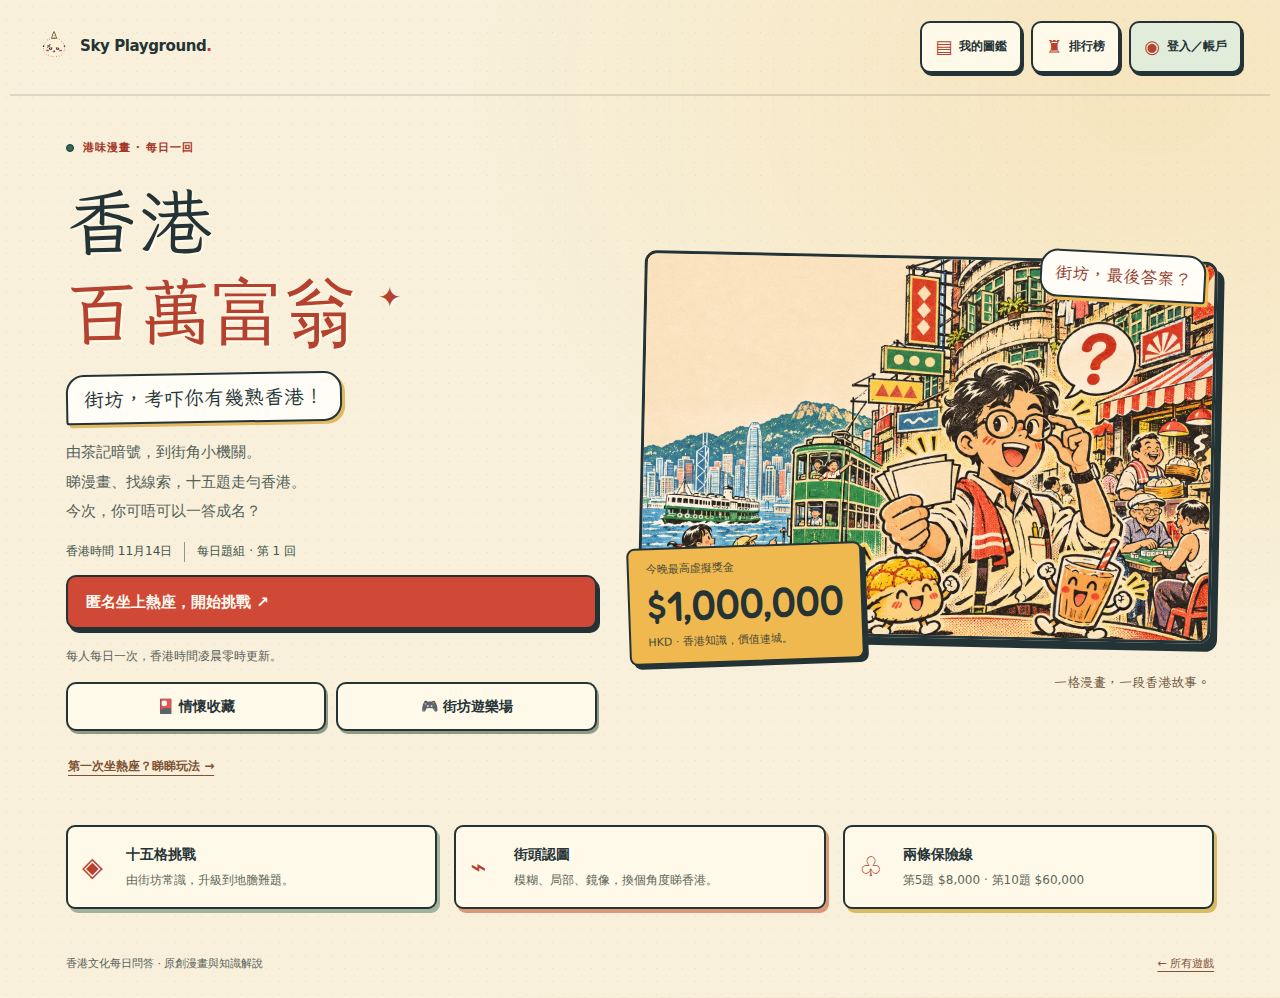 Sky Playground.
我的圖鑑
排行榜
登入／帳戶
港味漫畫 · 每日一回
香港
百萬富翁
街坊，考吓你有幾熟香港！
由茶記暗號，到街角小機關。
睇漫畫、找線索，十五題走勻香港。
今次，你可唔可以一答成名？
香港時間 11月14日
每日題組 · 第 1 回
匿名坐上熱座，開始挑戰 ↗
每人每日一次，香港時間凌晨零時更新。
情懷收藏
街坊遊樂場
第一次坐熱座？睇睇玩法 →
街坊，最後答案？
?
今晚最高虛擬獎金
$1,000,000
HKD · 香港知識，價值連城。
一格漫畫，一段香港故事。
十五格挑戰
由街坊常識，升級到地膽難題。
街頭認圖
模糊、局部、鏡像，換個角度睇香港。
兩條保險線
第5題 $8,000 · 第10題 $60,000
香港文化每日問答 · 原創漫畫與知識解說
← 所有遊戲